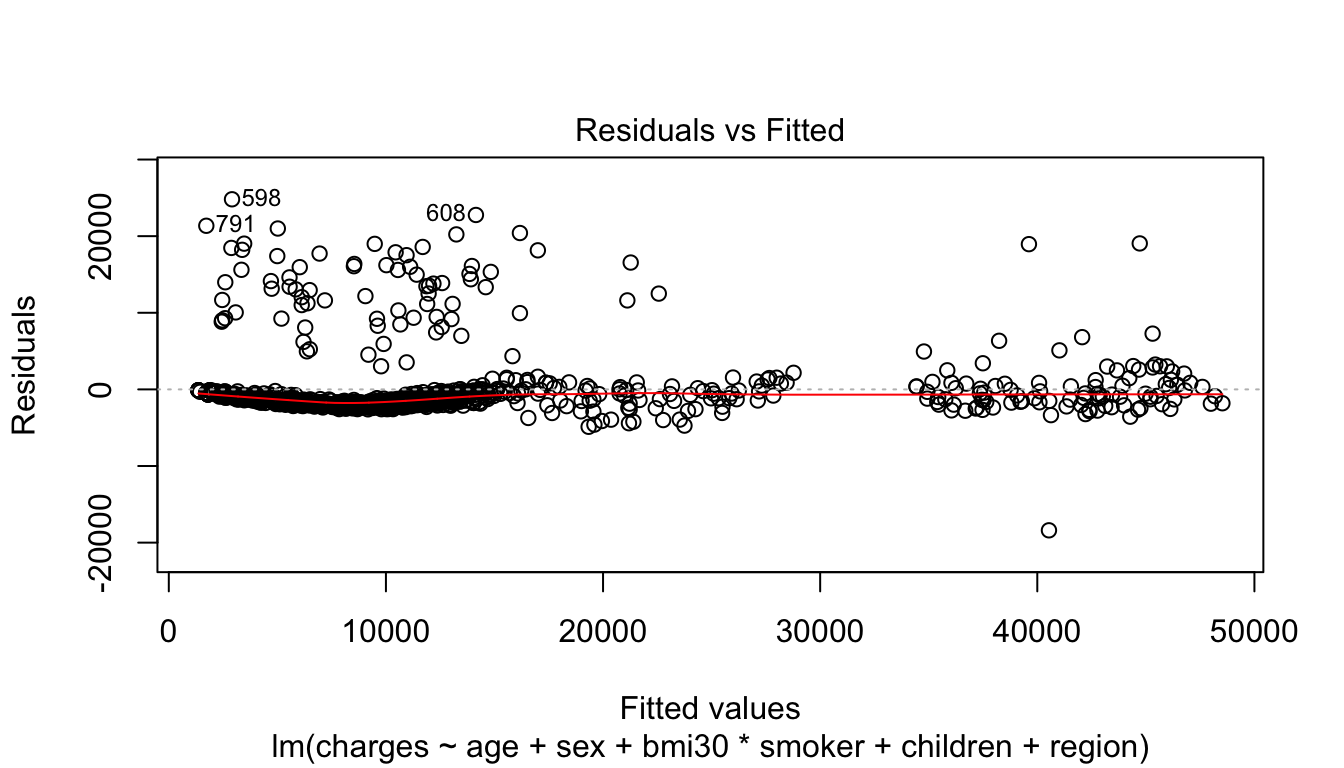 Residuals vs Fitted
598
791
608
Residuals
20000
0
-20000
0 10000 20000 30000 40000 50000
Fitted values
lm(charges ~ age + sex + bmi30 * smoker + children + region)